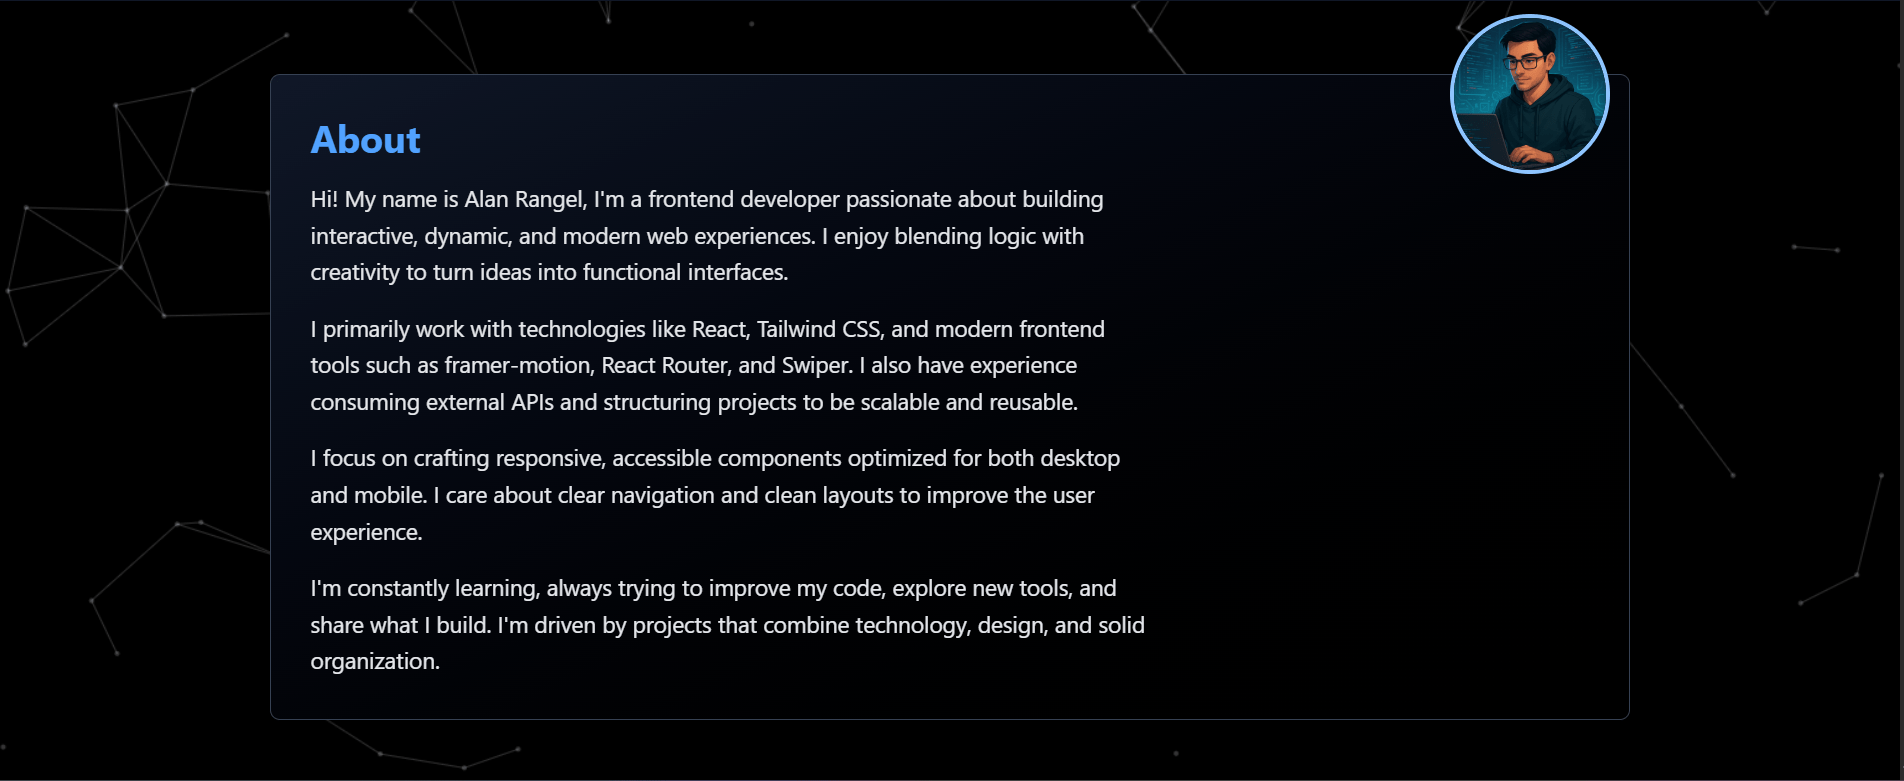 About
Hi! My name is Alan Rangel, I'm a frontend developer passionate about building
interactive, dynamic, and modern web experiences. I enjoy blending logic with
creativity to turn ideas into functional interfaces.
I primarily work with technologies like React, Tailwind CSS, and modern frontend
tools such as framer-motion, React Router, and Swiper. I also have experience
consuming external APIs and structuring projects to be scalable and reusable.
I focus on crafting responsive, accessible components optimized for both desktop
and mobile. I care about clear navigation and clean layouts to improve the user
experience.
I'm constantly learning, always trying to improve my code, explore new tools, and
share what I build. I'm driven by projects that combine technology, design, and solid
organization.